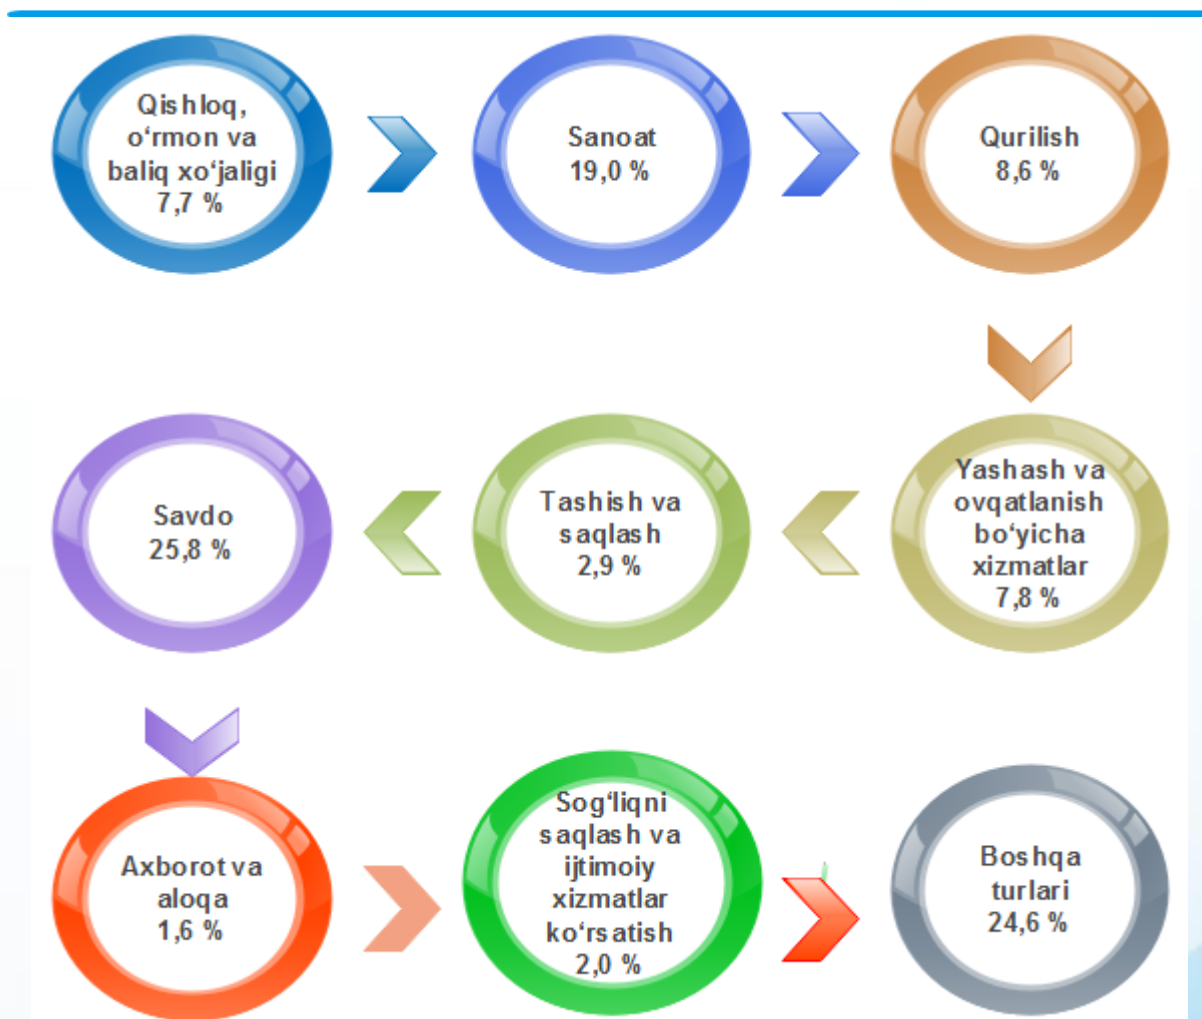 Qishloq,
o‘rmon va
baliq xo‘jaligi
7,7 %
Sanoat
19,0 %
Qurilish
8,6 %
Yashash va
ovqatlanish
bo‘yicha
xizmatlar
7,8 %
Tashish va
saqlash
2,9 %
Savdo
25,8 %
Axborot va
aloqa
1,6 %
Sog‘liqni
saqlash va
ijtimoiy
xizmatlar
ko‘rsatish
2,0 %
Boshqa
turlari
24,6 %